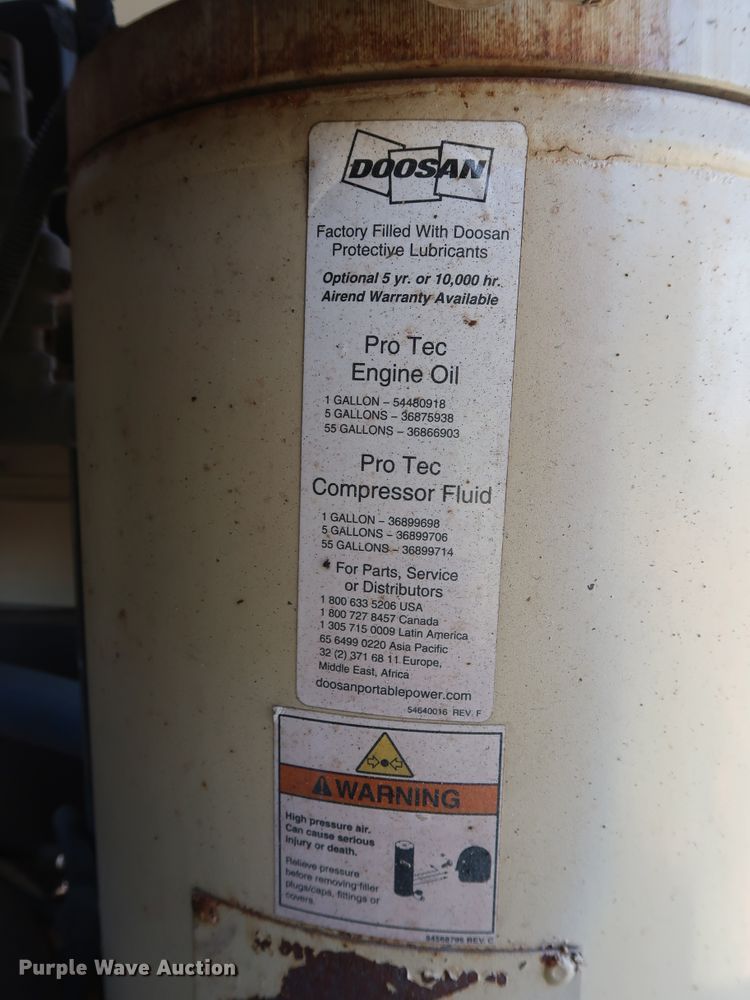 DOOSAN
Factory Filled With Doosan
Protective Lubricants
Optional 5 yr. or 10,000 hr.
Airend Warranty Available
Pro Tec
Engine Oil
1 GALLON – 54480918
5 GALLONS – 36875938
55 GALLONS – 36866903
Pro Tec
Compressor Fluid
1 GALLON – 36899698
5 GALLONS – 36899706
55 GALLONS – 36899714
For Parts, Service
or Distributors
1 800 633 5206 USA
1 800 727 8457 Canada
1 305 715 0009 Latin America
65 6499 0220 Asia Pacific
32 (2) 371 68 11 Europe,
Middle East, Africa
doosanportablepower.com
54640016 REV. F
WARNING
High pressure air.
Can cause serious
injury or death.
Relieve pressure
before removing filler
plugs/caps, fittings or
covers.
REV. C
Purple Wave Auction